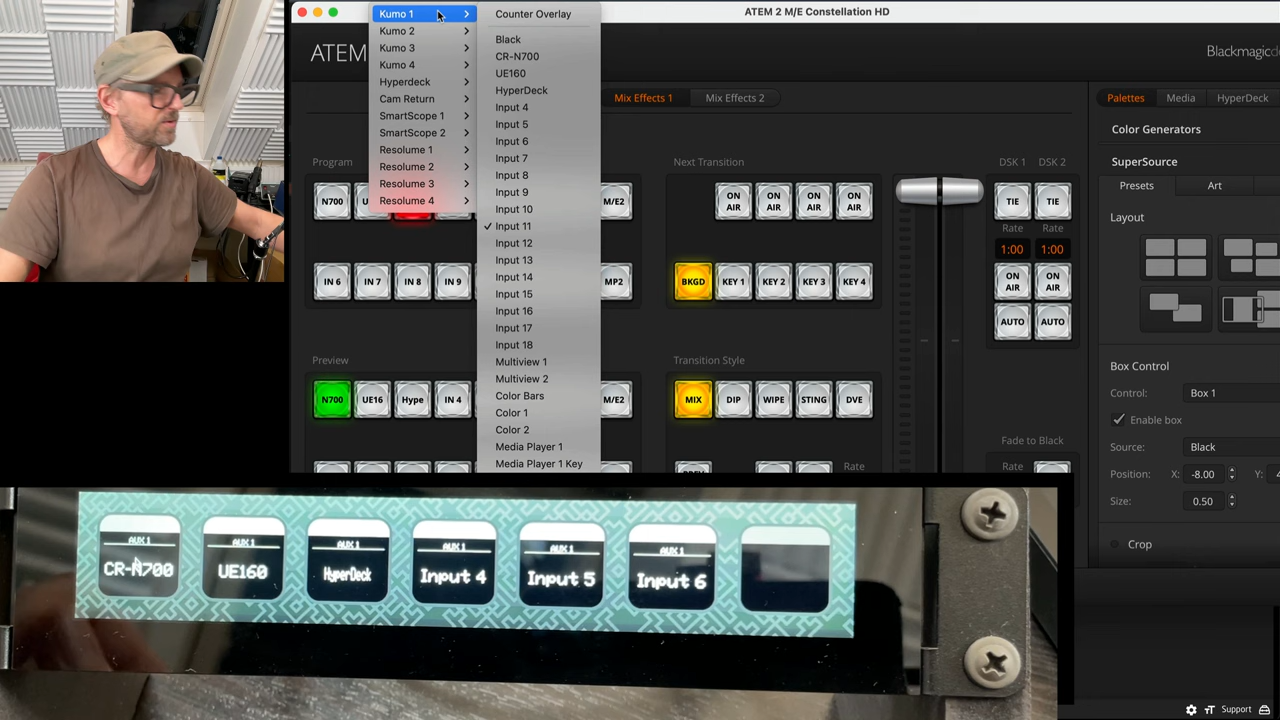 ATEM 2 M/E Constellation HD
ATEM
Blackmagic
Kumo 1
Kumo 2
Kumo 3
Kumo 4
Hyperdeck
Cam Return
SmartScope 1
SmartScope 2
Resolume 1
Resolume 2
Resolume 3
Resolume 4
Counter Overlay
Black
CR-N700
UE160
HyperDeck
Input 4
Input 5
Input 6
Input 7
Input 8
Input 9
Input 10
Input 11
Input 12
Input 13
Input 14
Input 15
Input 16
Input 17
Input 18
Multiview 1
Multiview 2
Color Bars
Color 1
Color 2
Media Player 1
Media Player 1 Key
Mix Effects 1 Mix Effects 2
Program
N700 M/E2
IN 6 IN 7 IN 8 IN 9 MP2
Preview
N700 UE16 Hype IN 4 M/E2
Next Transition
ON AIR ON AIR ON AIR ON AIR
BKGD KEY 1 KEY 2 KEY 3 KEY 4
Transition Style
MIX DIP WIPE STING DVE
Rate
DSK 1 DSK 2
TIE TIE
Rate Rate
1:00 1:00
ON AIR ON AIR
AUTO AUTO
Fade to Black
Rate
Palettes Media HyperDeck
Color Generators
SuperSource
Presets Art
Layout
Box Control
Control: Box 1
Enable box
Source: Black
Position: X: -8.00 Y:
Size: 0.50
Crop
Support
AUX 1 AUX 1 AUX 1 AUX 1 AUX 1 AUX 1
CR-N700 UE160 HyperDeck Input 4 Input 5 Input 6